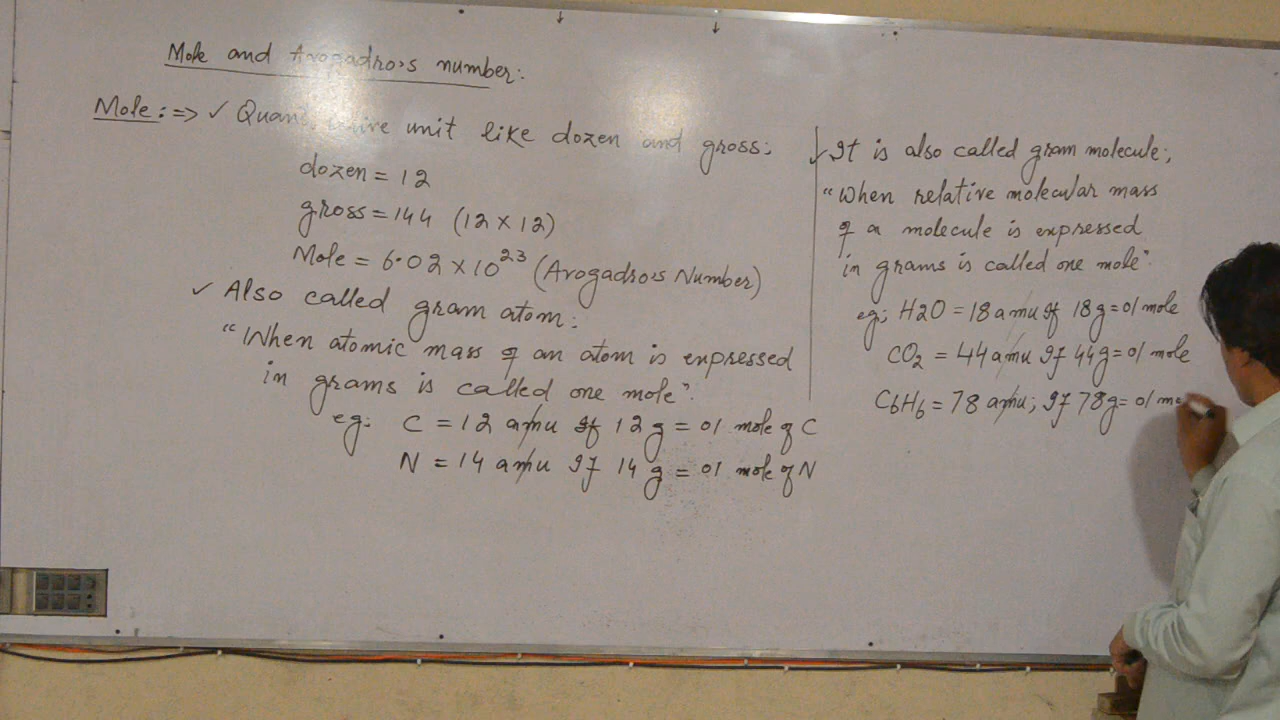 Mole and Avogadro's number:
Mole: => ✓ Quantitative unit like dozen and gross;
dozen = 12
gross = 144 (12 × 12)
Mole = 6.02 × 10²³ (Avogadro's Number)
✓ Also called gram atom:
"When atomic mass of an atom is expressed
in grams is called one mole".
eg: C = 12 amu If 12 g = 01 mole of C
N = 14 amu If 14 g = 01 mole of N
✓ It is also called gram molecule;
"When relative molecular mass
of a molecule is expressed
in grams is called one mole".
eg; H2O = 18 amu If 18g = 01 mole
CO₂ = 44 amu If 44g = 01 mole
C6H6 = 78 amu; If 78g = 01 mo